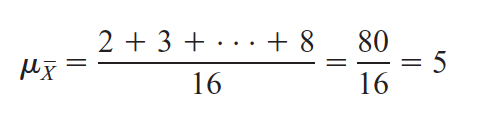 μ_X̄ = (2 + 3 + · · · + 8) / 16 = 80 / 16 = 5